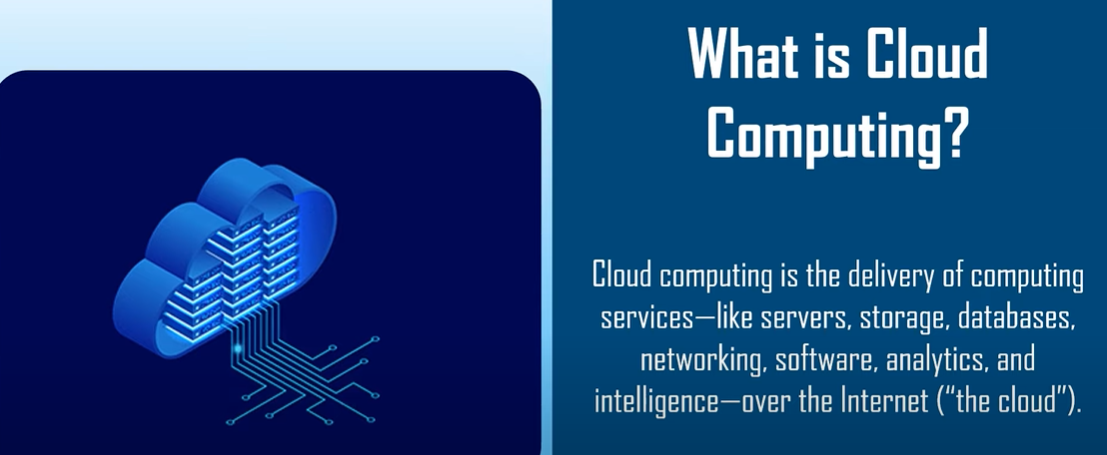 What is Cloud
Computing?
Cloud computing is the delivery of computing
services—like servers, storage, databases,
networking, software, analytics, and
intelligence—over the Internet (“the cloud”).